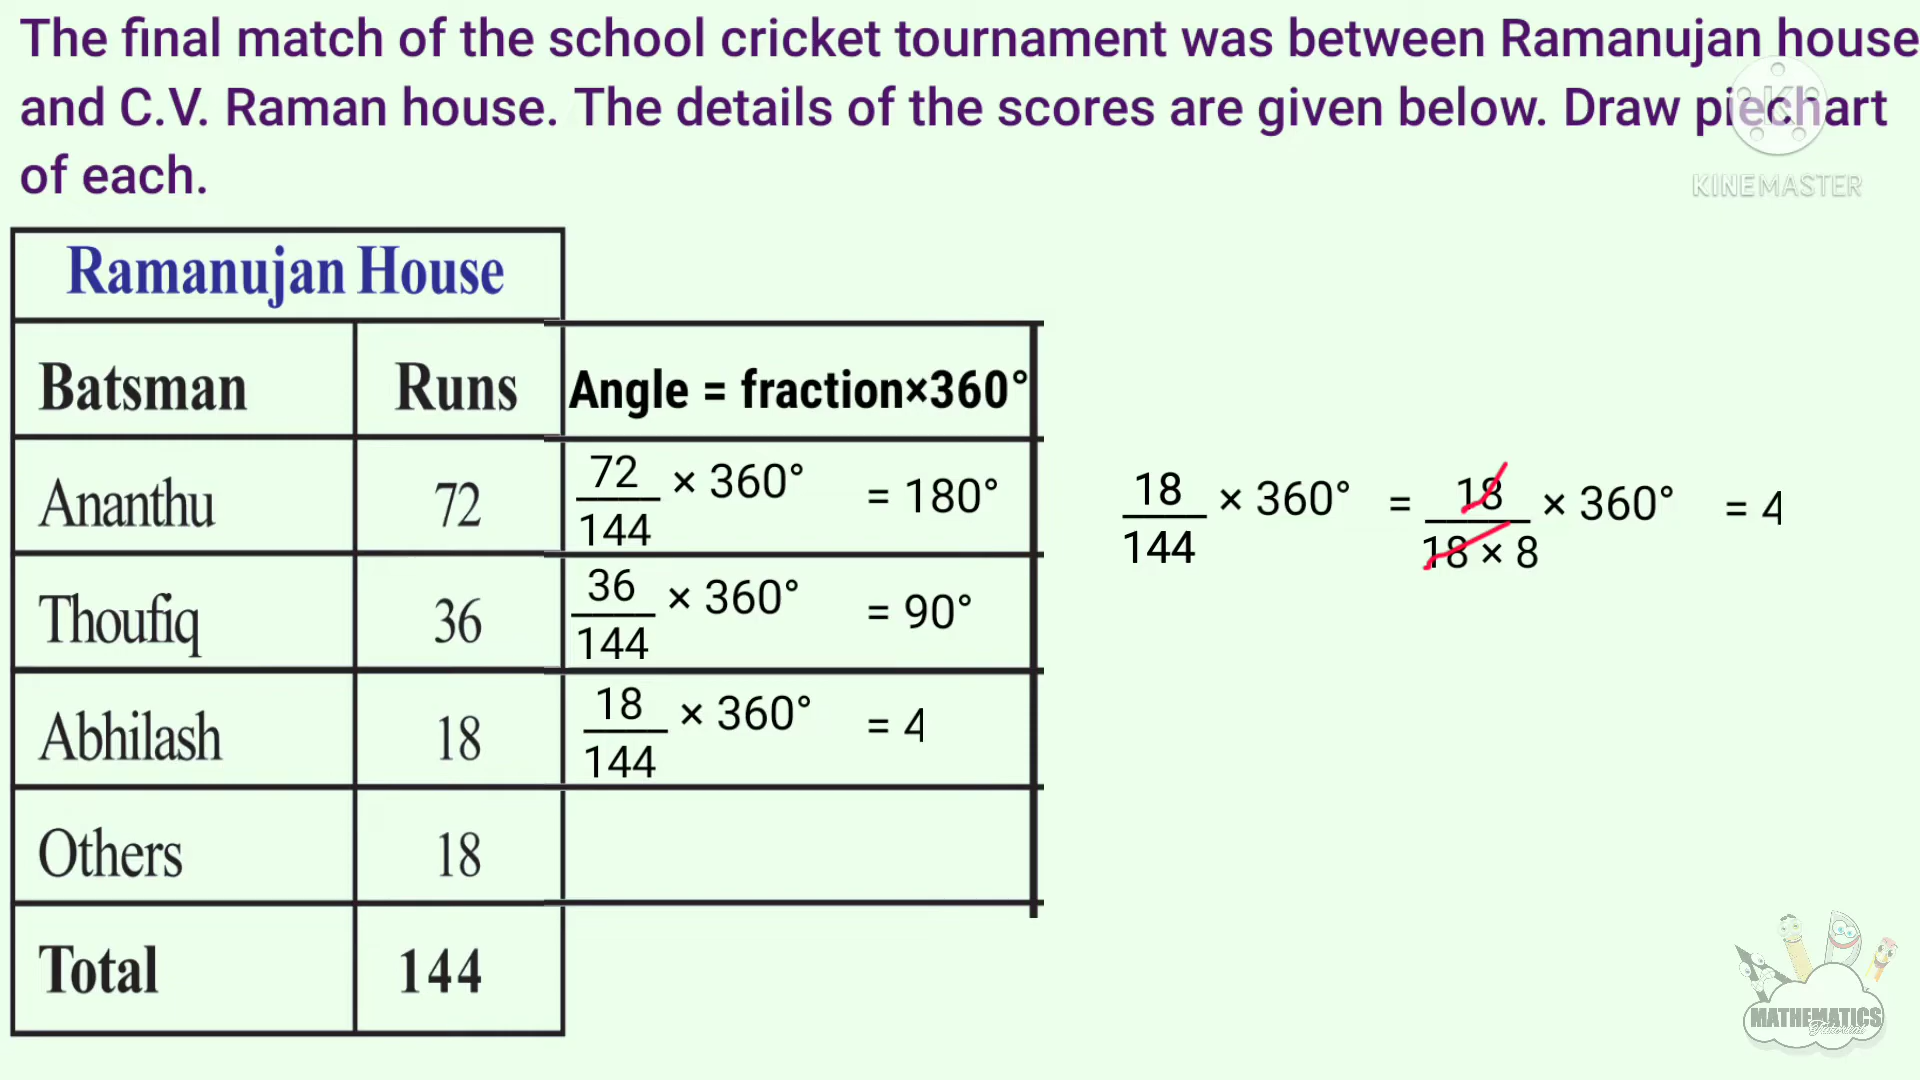 The final match of the school cricket tournament was between Ramanujan house
and C.V. Raman house. The details of the scores are given below. Draw piechart
of each.
KINEMASTER
Ramanujan House
Batsman Runs Angle = fraction×360°
Ananthu 72 72/144 × 360° = 180°
Thoufiq 36 36/144 × 360° = 90°
Abhilash 18 18/144 × 360° = 4
Others 18
Total 144
18/144 × 360° = 18/18 × 8 × 360° = 4
MATHEMATICS